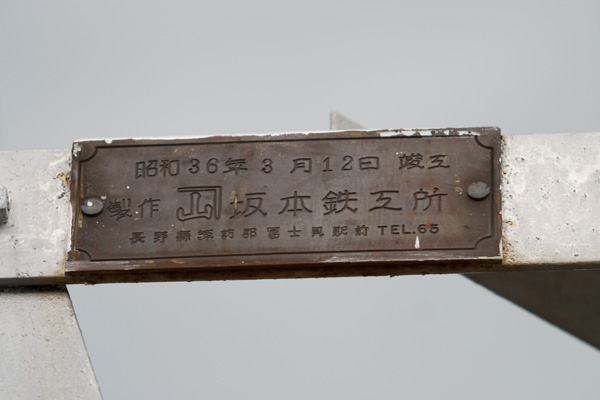 昭和36年3月12日 竣工
製作 坂本鉄工所
長野縣諏訪郡富士見駅前 TEL.65